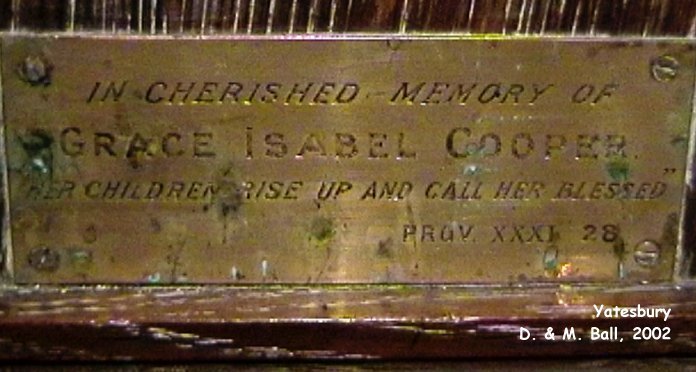 IN CHERISHED MEMORY OF
GRACE ISABEL COOPER.
"HER CHILDREN RISE UP AND CALL HER BLESSED"
PROV. XXXI. 28.
Yatesbury
D. & M. Ball, 2002